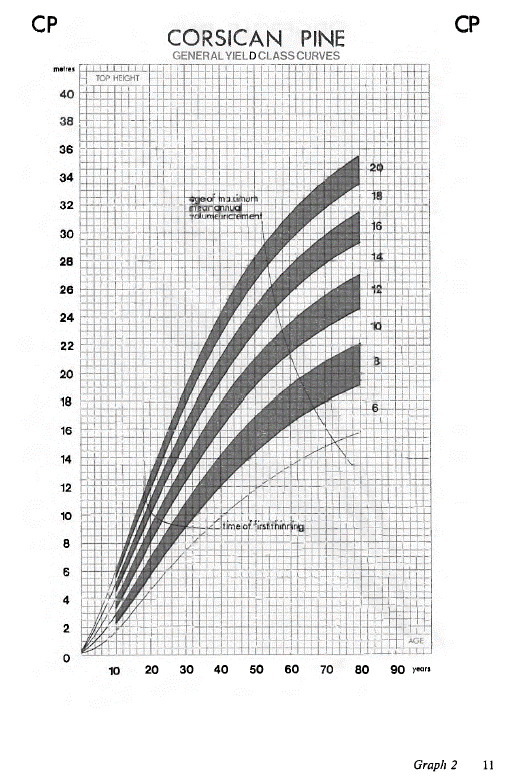 CP
CP
CORSICAN PINE
GENERAL YIELD CLASS CURVES
metres
TOP HEIGHT
40
38
36
34
32
30
28
26
24
22
20
18
16
14
12
10
8
6
4
2
0
age of maximum
mean annual
volume increment
20
18
16
14
12
10
8
6
time of first thinning
AGE
10 20 30 40 50 60 70 80 90 years
Graph 2 11